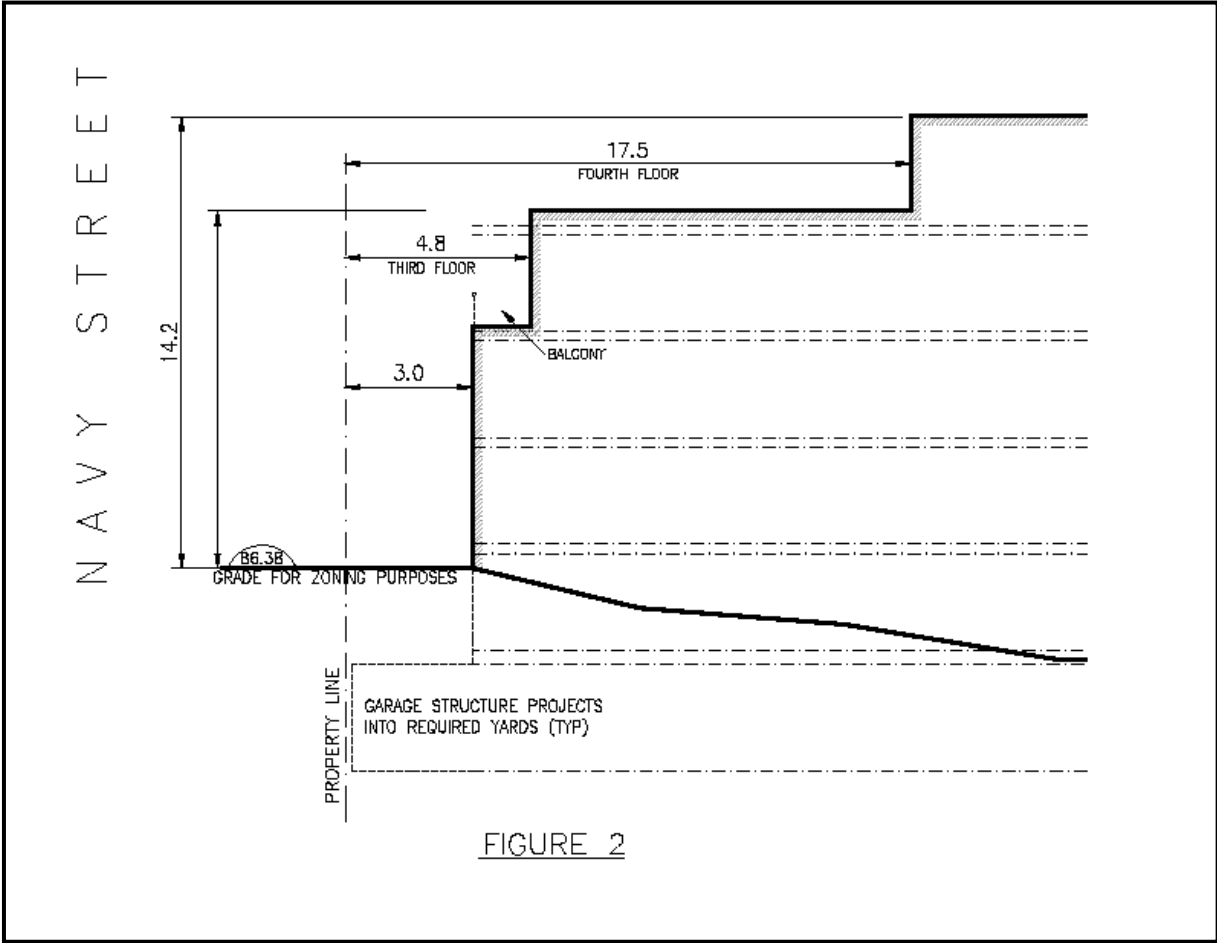 NAVY STREET
17.5
FOURTH FLOOR
4.8
THIRD FLOOR
14.2
BALCONY
3.0
86.38
GRADE FOR ZONING PURPOSES
PROPERTY LINE
GARAGE STRUCTURE PROJECTS
INTO REQUIRED YARDS (TYP)
FIGURE 2